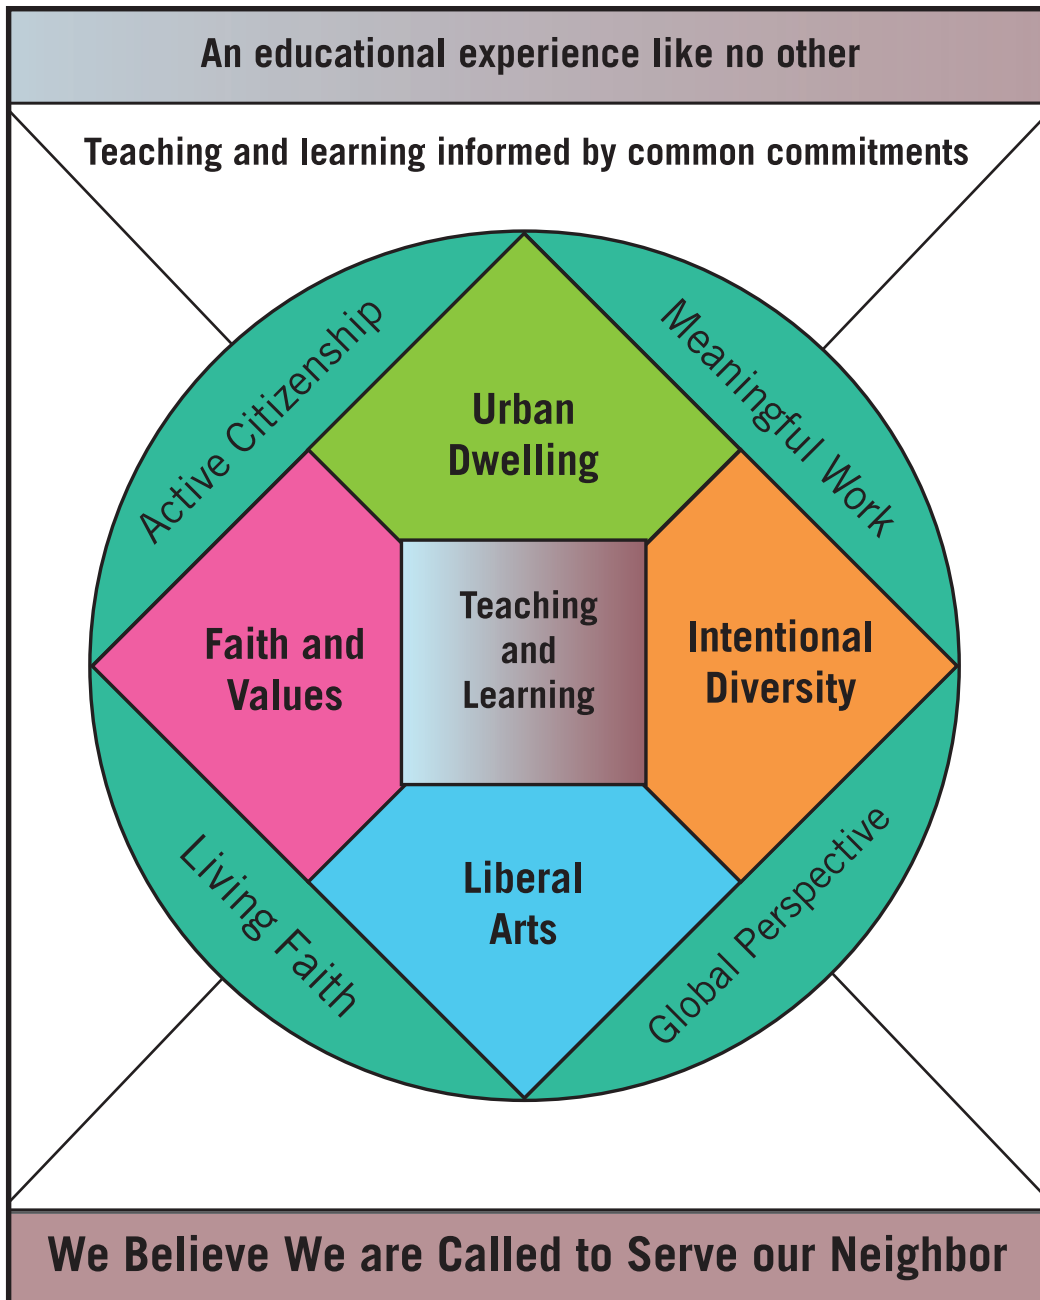 An educational experience like no other
Teaching and learning informed by common commitments
Active Citizenship
Meaningful Work
Urban
Dwelling
Faith and
Values
Teaching
and
Learning
Intentional
Diversity
Liberal
Arts
Living Faith
Global Perspective
We Believe We are Called to Serve our Neighbor